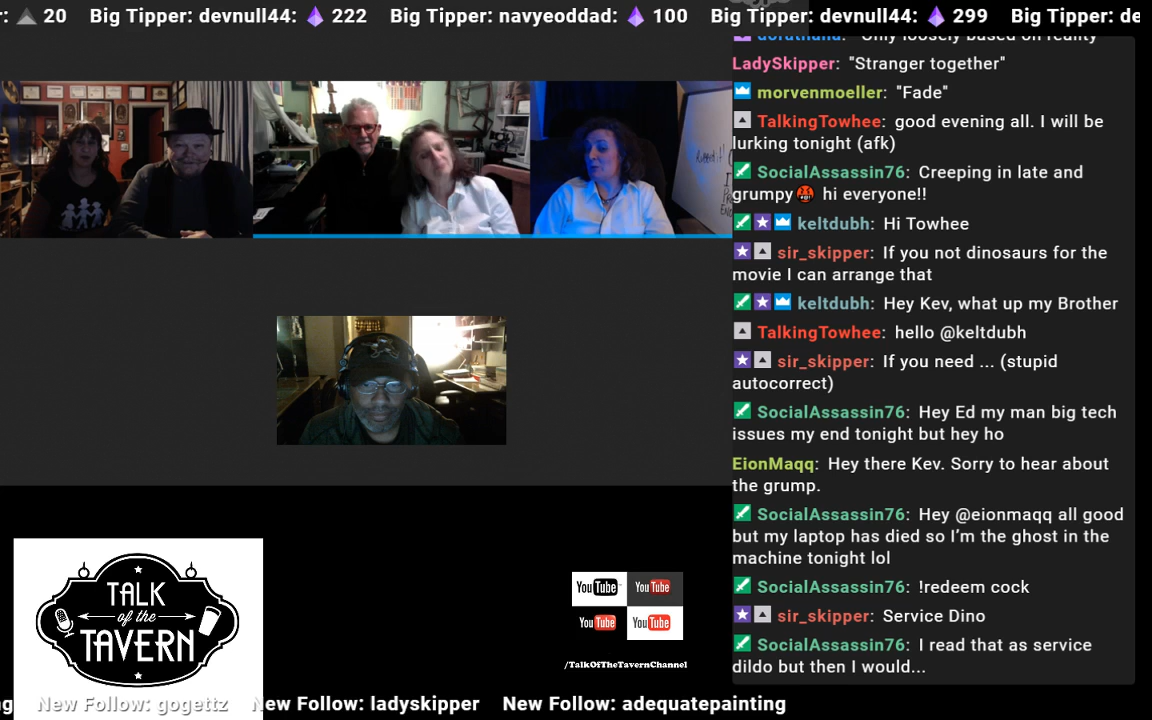 r: 20 Big Tipper: devnull44: 222 Big Tipper: navyeoddad: 100 Big Tipper: devnull44: 299 Big Tipper: de
dorathana: "Only loosely based on reality"
LadySkipper: "Stranger together"
morvenmoeller: "Fade"
TalkingTowhee: good evening all. I will be
lurking tonight (afk)
SocialAssassin76: Creeping in late and
grumpy🤬 hi everyone!!
keltdubh: Hi Towhee
sir_skipper: If you not dinosaurs for the
movie I can arrange that
keltdubh: Hey Kev, what up my Brother
TalkingTowhee: hello @keltdubh
sir_skipper: If you need ... (stupid
autocorrect)
SocialAssassin76: Hey Ed my man big tech
issues my end tonight but hey ho
EionMaqq: Hey there Kev. Sorry to hear about
the grump.
SocialAssassin76: Hey @eionmaqq all good
but my laptop has died so I'm the ghost in the
machine tonight lol
SocialAssassin76: !redeem cock
sir_skipper: Service Dino
SocialAssassin76: I read that as service
dildo but then I would...
TALK
of the
TAVERN
YouTube YouTube
YouTube YouTube
/TalkOfTheTavernChannel
ng New Follow: gogettz New Follow: ladyskipper New Follow: adequatepainting